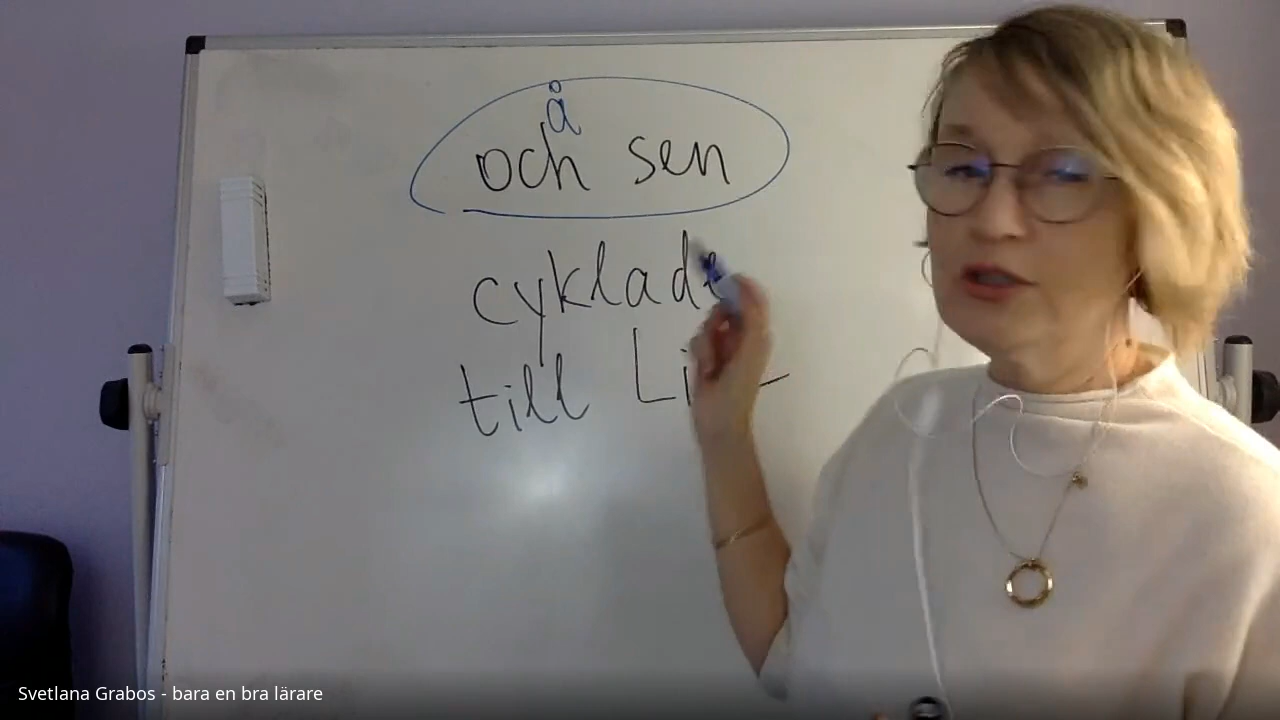 å
och sen
cyklade
till
Svetlana Grabos - bara en bra lärare